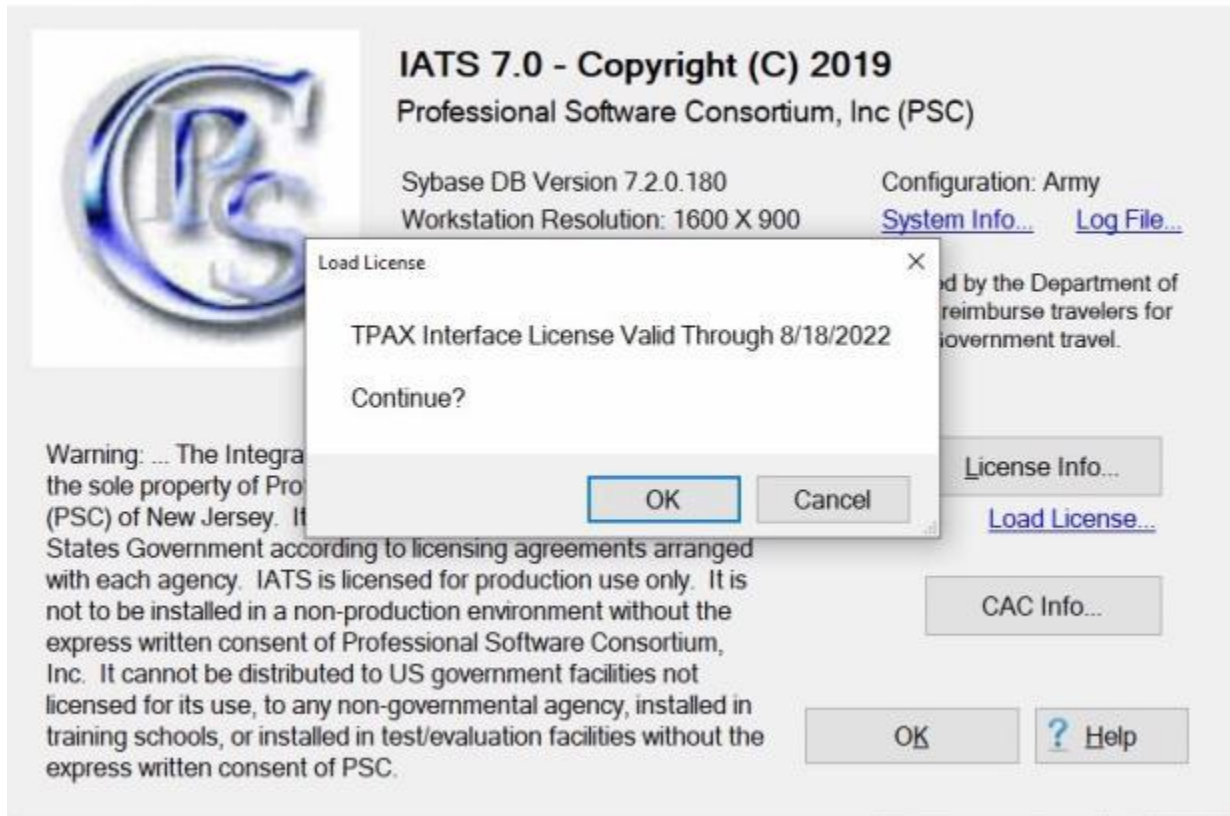 CPS
IATS 7.0 - Copyright (C) 2019
Professional Software Consortium, Inc (PSC)
Sybase DB Version 7.2.0.180
Configuration: Army
Workstation Resolution: 1600 X 900
System Info...
Log File...
Load License
ed by the Department of
reimburse travelers for
Government travel.
TPAX Interface License Valid Through 8/18/2022
Continue?
OK
Cancel
Warning: ... The Integra
the sole property of Pro
(PSC) of New Jersey. It
States Government according to licensing agreements arranged
with each agency. IATS is licensed for production use only. It is
not to be installed in a non-production environment without the
express written consent of Professional Software Consortium,
Inc. It cannot be distributed to US government facilities not
licensed for its use, to any non-governmental agency, installed in
training schools, or installed in test/evaluation facilities without the
express written consent of PSC.
License Info...
Load License...
CAC Info...
OK
? Help